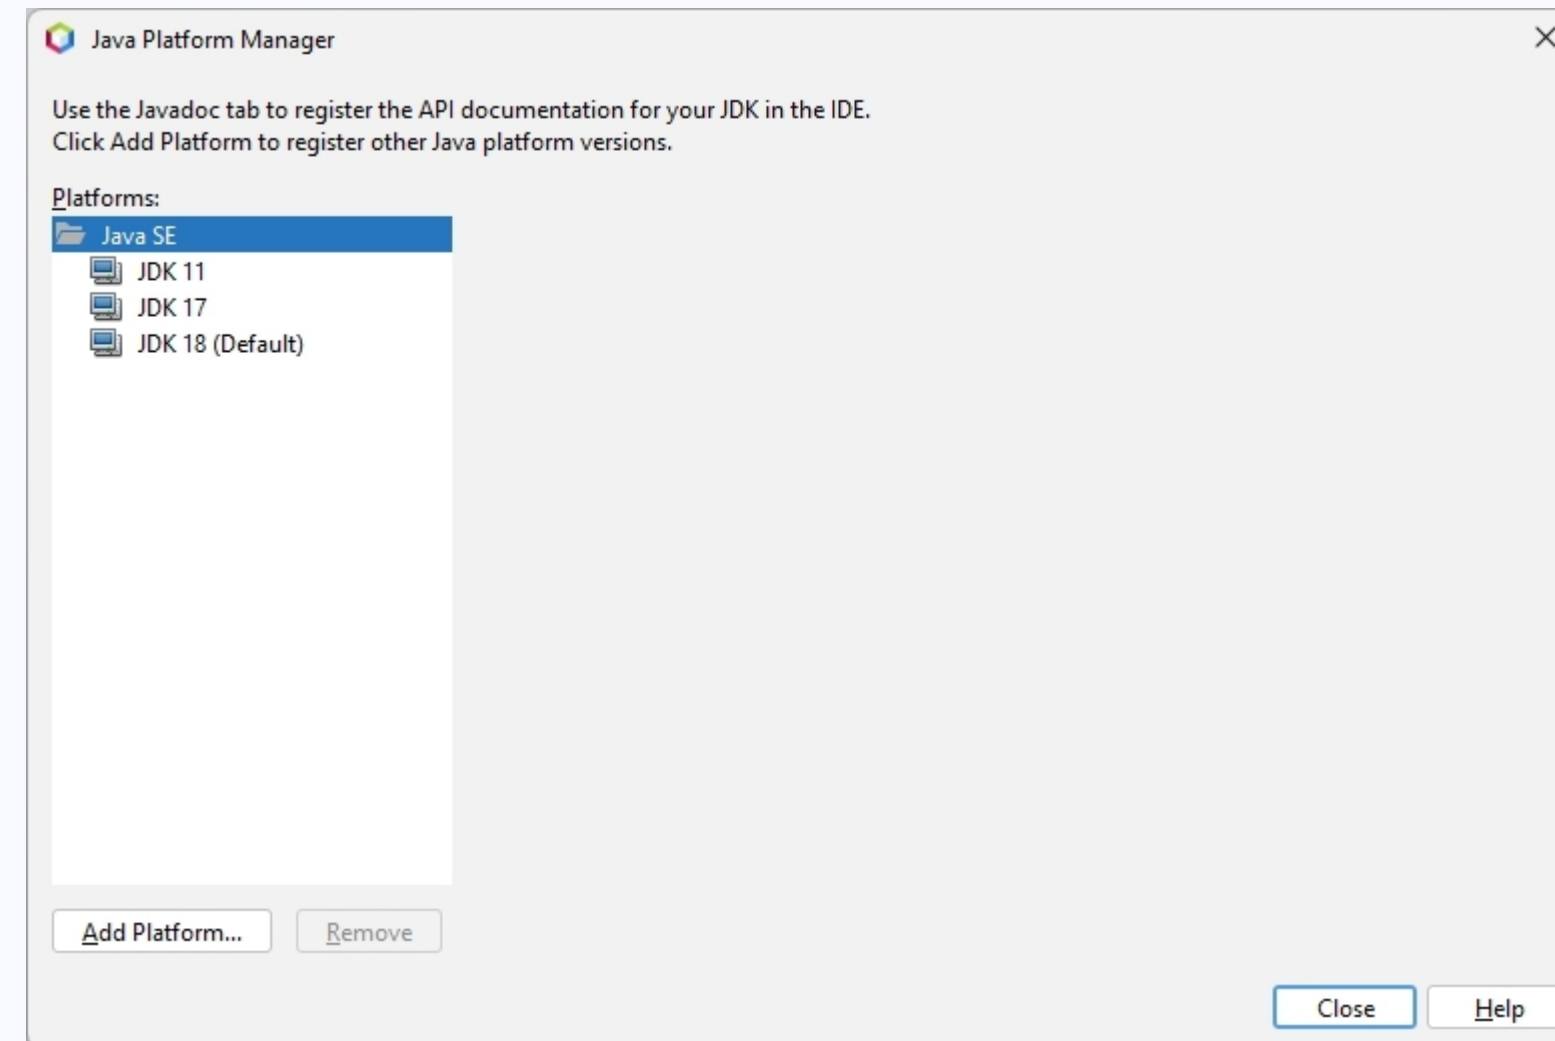 Java Platform Manager
Use the Javadoc tab to register the API documentation for your JDK in the IDE.
Click Add Platform to register other Java platform versions.
Platforms:
Java SE
JDK 11
JDK 17
JDK 18 (Default)
Add Platform...
Remove
Close
Help